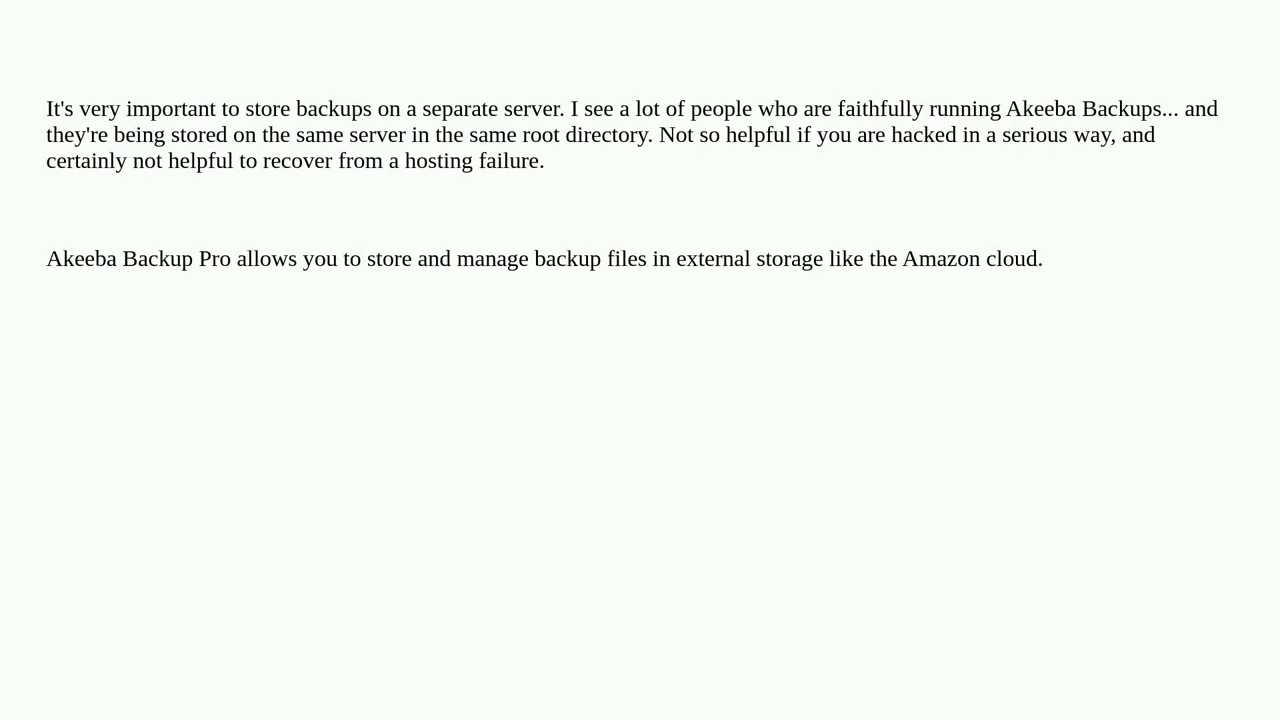 It's very important to store backups on a separate server. I see a lot of people who are faithfully running Akeeba Backups... and
they're being stored on the same server in the same root directory. Not so helpful if you are hacked in a serious way, and
certainly not helpful to recover from a hosting failure.
Akeeba Backup Pro allows you to store and manage backup files in external storage like the Amazon cloud.